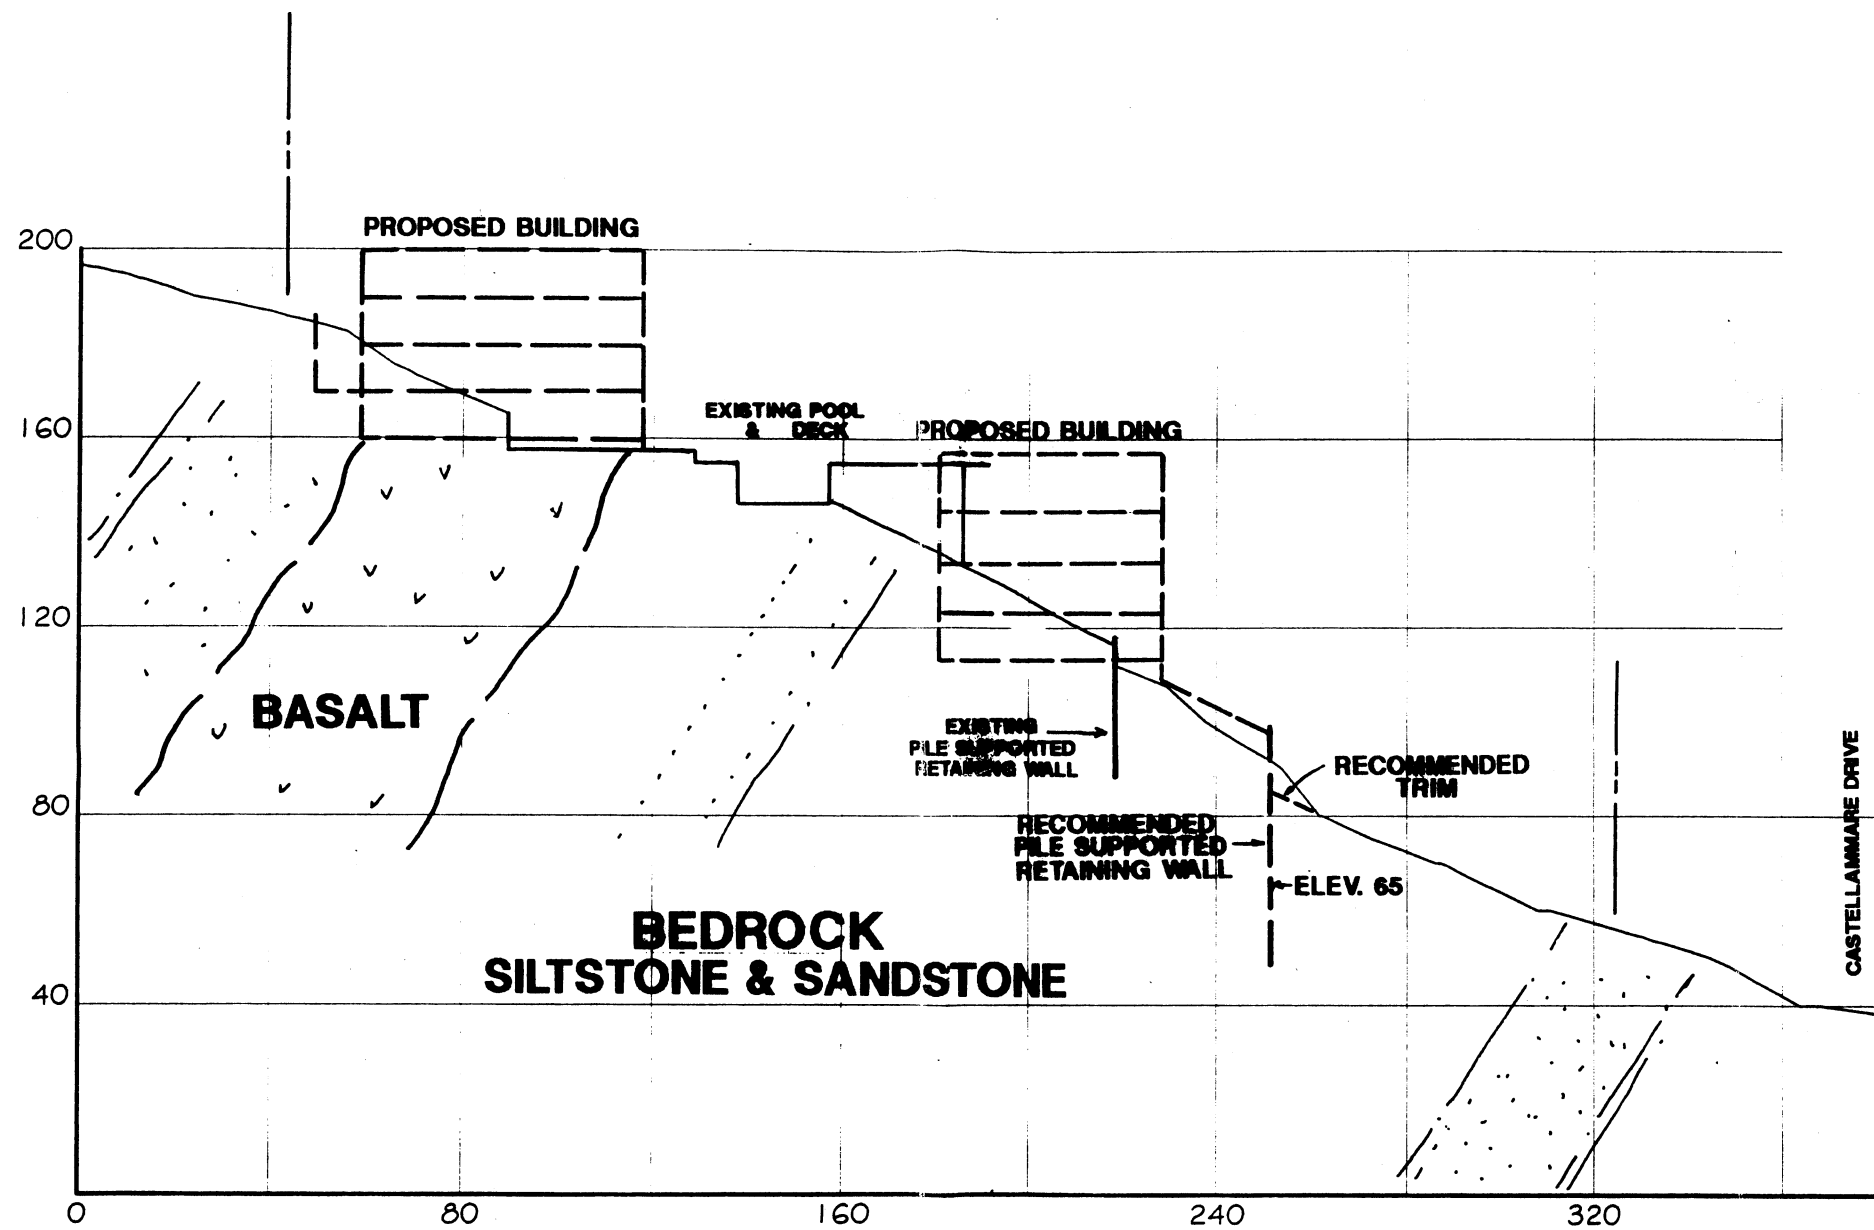 PROPOSED BUILDING
200
EXISTING POOL
& DECK
160
PROPOSED BUILDING
120
BASALT
EXISTING
PILE SUPPORTED
RETAINING WALL
RECOMMENDED
TRIM
80
RECOMMENDED
PILE SUPPORTED
RETAINING WALL
ELEV. 65
CASTELLAMMARE DRIVE
BEDROCK
SILTSTONE & SANDSTONE
40
0 80 160 240 320